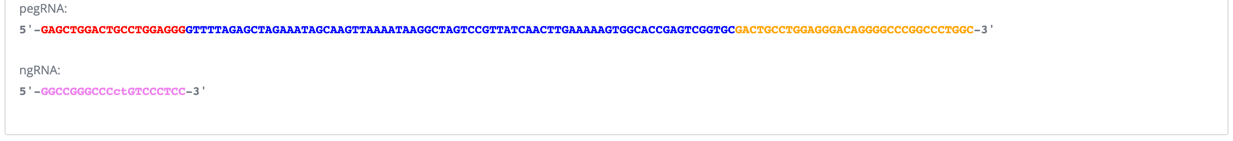 pegRNA:
5'-GAGCTGGACTGCCTGGAGGGGTTTTAGAGCTAGAAATAGCAAGTTAAAATAAGGCTAGTCCGTTATCAACTTGAAAAAGTGGCACCGAGTCGGTGCGACTGCCTGGAGGGACAGGGGCCCGGCCCTGGC-3'
ngRNA:
5'-GGCCGGGCCCctGTCCCTCC-3'